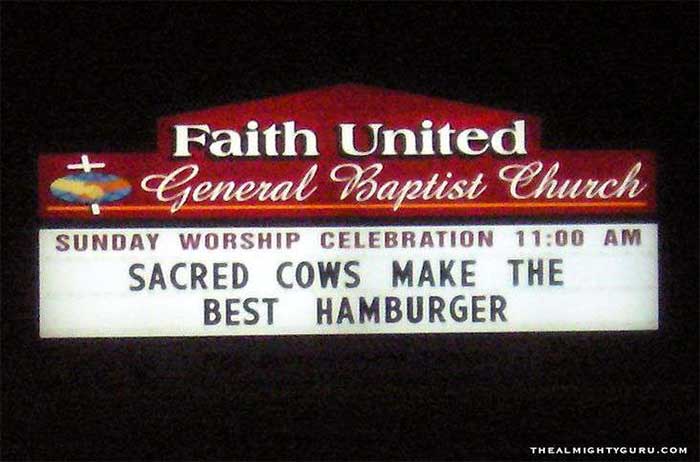 Faith United
General Baptist Church
SUNDAY WORSHIP CELEBRATION 11:00 AM
SACRED COWS MAKE THE
BEST HAMBURGER
THEALMIGHTYGURU.COM